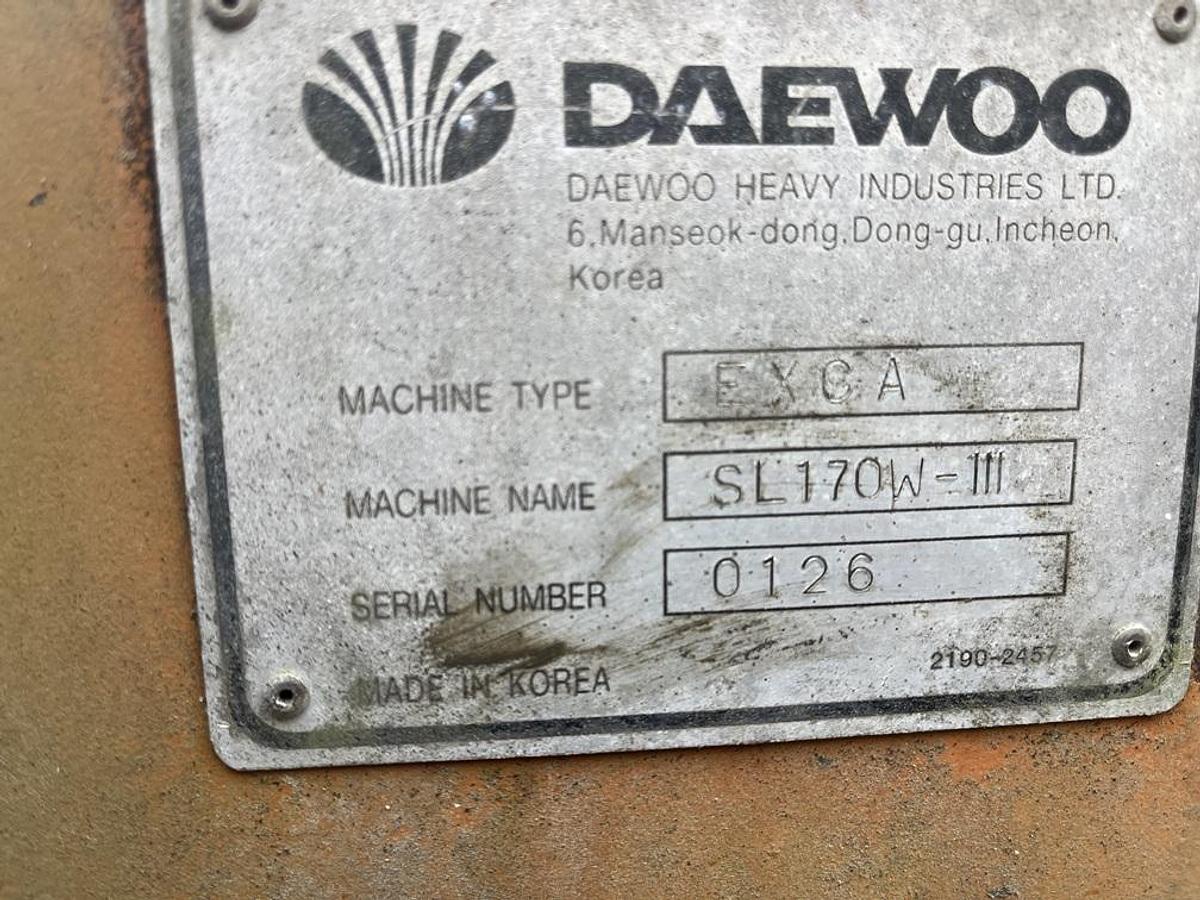 DAEWOO
DAEWOO HEAVY INDUSTRIES LTD.
6,Manseok-dong,Dong-gu,Incheon,
Korea
MACHINE TYPE EXCA
MACHINE NAME SL170W-III
SERIAL NUMBER 0126
MADE IN KOREA
2190-2457